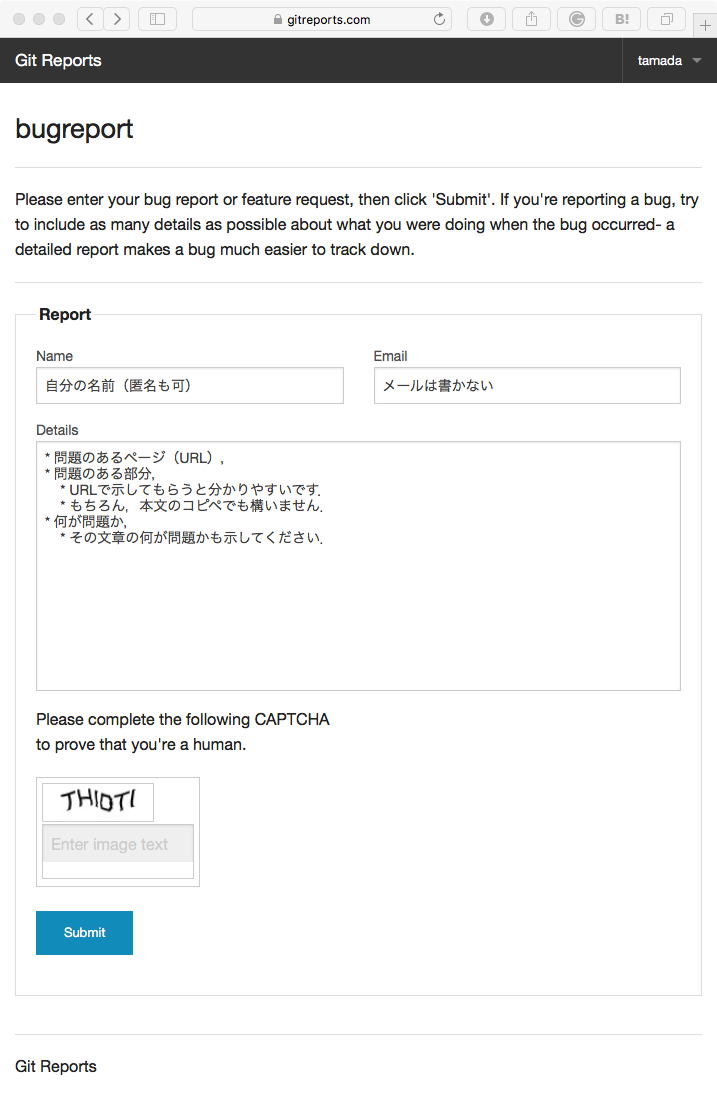 gitreports.com
B!
Git Reports
tamada
bugreport
Please enter your bug report or feature request, then click 'Submit'. If you're reporting a bug, try
to include as many details as possible about what you were doing when the bug occurred- a
detailed report makes a bug much easier to track down.
Report
Name
Email
自分の名前（匿名も可）
メールは書かない
Details
* 問題のあるページ（URL），
* 問題のある部分，
* URLで示してもらうと分かりやすいです．
* もちろん，本文のコピペでも構いません．
* 何が問題か，
* その文章の何が問題かも示してください．
Please complete the following CAPTCHA
to prove that you're a human.
Enter image text
Submit
Git Reports